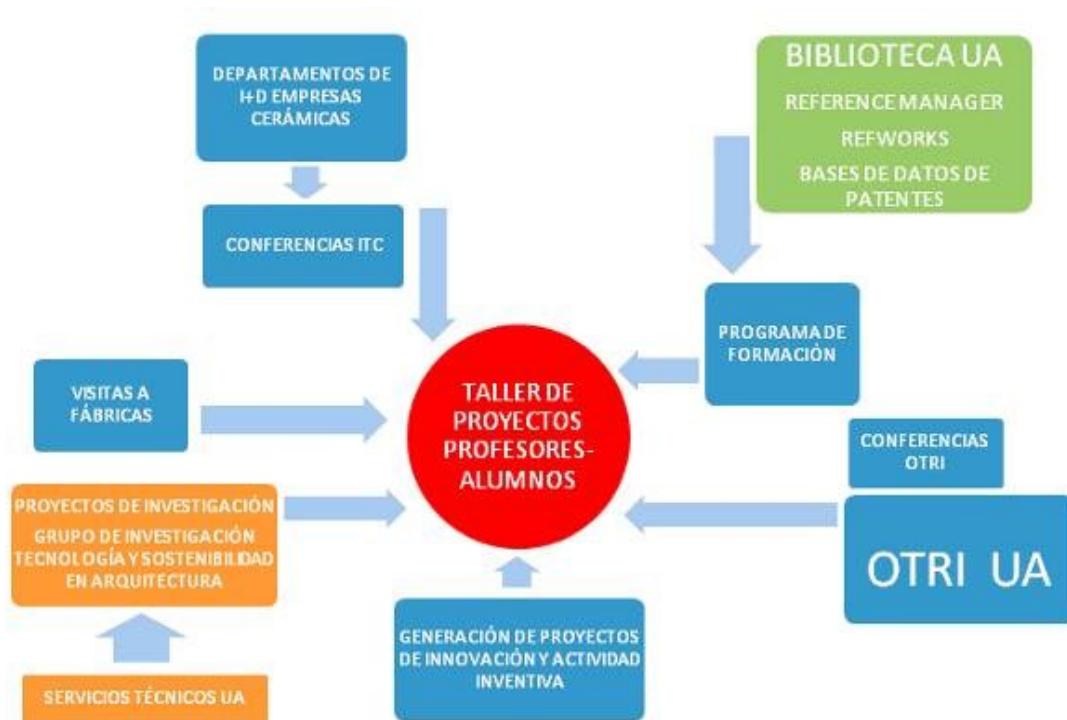 DEPARTAMENTOS DE
I+D EMPRESAS
CERÁMICAS
CONFERENCIAS ITC
BIBLIOTECA UA
REFERENCE MANAGER
REFWORKS
BASES DE DATOS DE
PATENTES
PROGRAMA DE
FORMACIÓN
VISITAS A
FÁBRICAS
TALLER DE
PROYECTOS
PROFESORES-
ALUMNOS
CONFERENCIAS
OTRI
OTRI UA
PROYECTOS DE INVESTIGACIÓN
GRUPO DE INVESTIGACIÓN
TECNOLOGÍA Y SOSTENIBILIDAD
EN ARQUITECTURA
SERVICIOS TÉCNICOS UA
GENERACIÓN DE PROYECTOS
DE INNOVACIÓN Y ACTIVIDAD
INVENTIVA